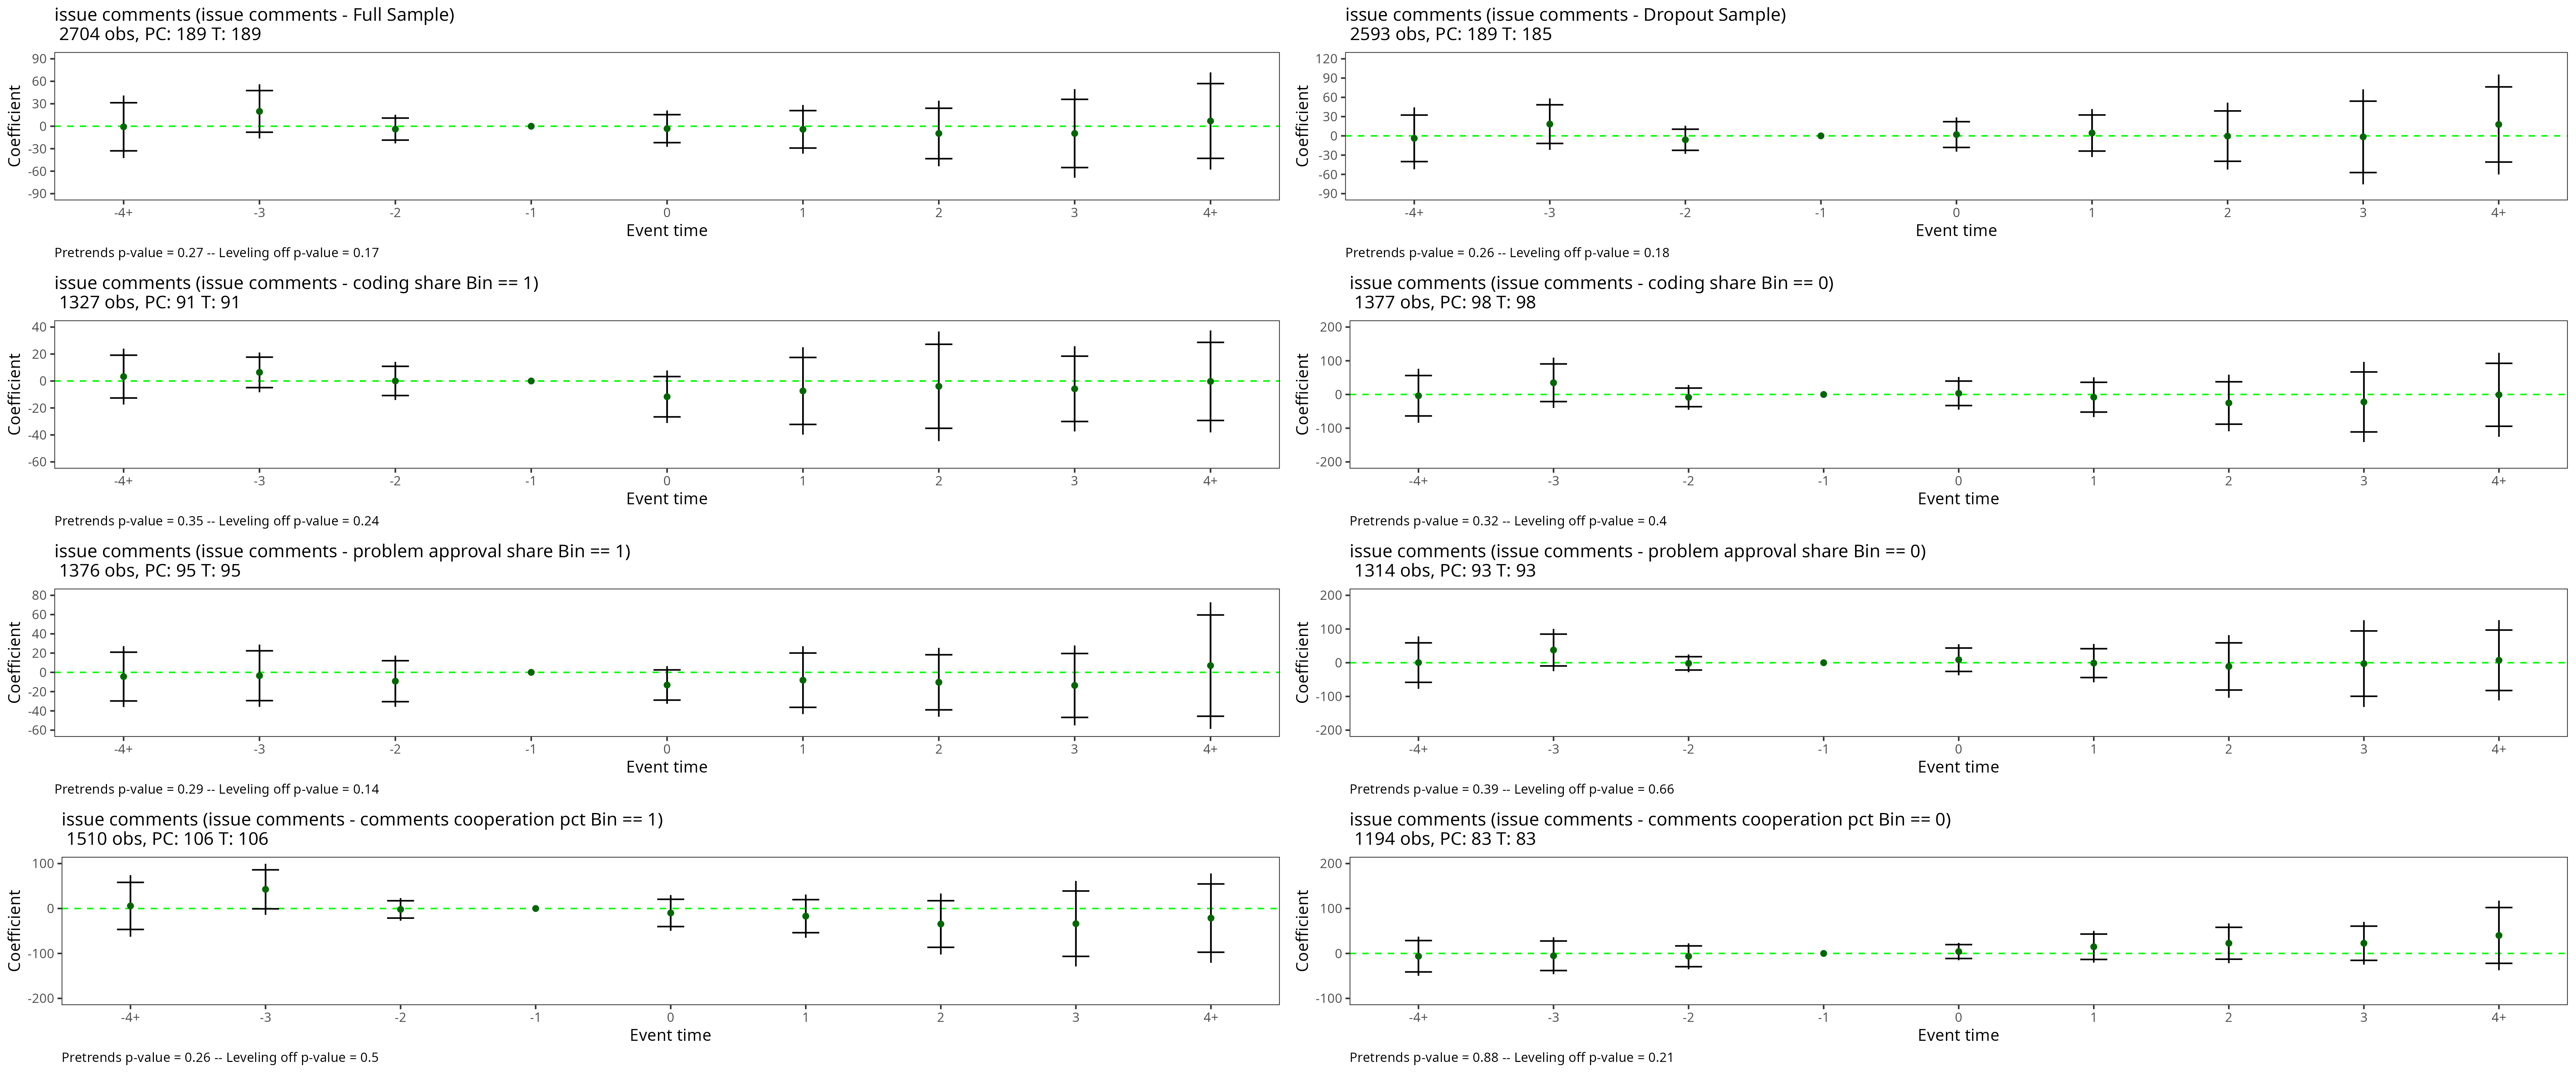 issue comments (issue comments - Full Sample)
2704 obs, PC: 189 T: 189
90
60
30
0
-30
-60
-90
Coefficient
-4+ -3 -2 -1 0 1 2 3 4+
Event time
Pretrends p-value = 0.27 -- Leveling off p-value = 0.17
issue comments (issue comments - Dropout Sample)
2593 obs, PC: 189 T: 185
120
90
60
30
0
-30
-60
-90
Coefficient
-4+ -3 -2 -1 0 1 2 3 4+
Event time
Pretrends p-value = 0.26 -- Leveling off p-value = 0.18
issue comments (issue comments - coding share Bin == 1)
1327 obs, PC: 91 T: 91
40
20
0
-20
-40
-60
Coefficient
-4+ -3 -2 -1 0 1 2 3 4+
Event time
Pretrends p-value = 0.35 -- Leveling off p-value = 0.24
issue comments (issue comments - coding share Bin == 0)
1377 obs, PC: 98 T: 98
200
100
0
-100
-200
Coefficient
-4+ -3 -2 -1 0 1 2 3 4+
Event time
Pretrends p-value = 0.32 -- Leveling off p-value = 0.4
issue comments (issue comments - problem approval share Bin == 1)
1376 obs, PC: 95 T: 95
80
60
40
20
0
-20
-40
-60
Coefficient
-4+ -3 -2 -1 0 1 2 3 4+
Event time
Pretrends p-value = 0.29 -- Leveling off p-value = 0.14
issue comments (issue comments - problem approval share Bin == 0)
1314 obs, PC: 93 T: 93
200
100
0
-100
-200
Coefficient
-4+ -3 -2 -1 0 1 2 3 4+
Event time
Pretrends p-value = 0.39 -- Leveling off p-value = 0.66
issue comments (issue comments - comments cooperation pct Bin == 1)
1510 obs, PC: 106 T: 106
100
0
-100
-200
Coefficient
-4+ -3 -2 -1 0 1 2 3 4+
Event time
Pretrends p-value = 0.26 -- Leveling off p-value = 0.5
issue comments (issue comments - comments cooperation pct Bin == 0)
1194 obs, PC: 83 T: 83
200
100
0
-100
Coefficient
-4+ -3 -2 -1 0 1 2 3 4+
Event time
Pretrends p-value = 0.88 -- Leveling off p-value = 0.21